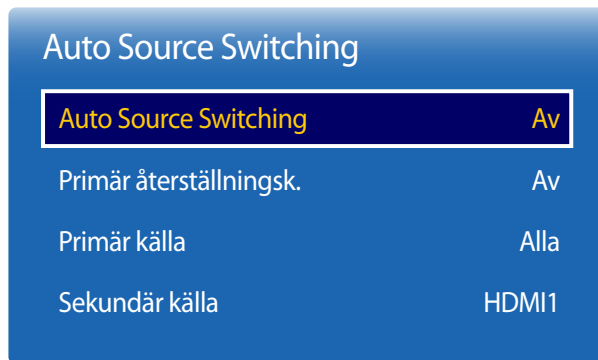 Auto Source Switching
Auto Source Switching Av
Primär återställningsk. Av
Primär källa Alla
Sekundär källa HDMI1